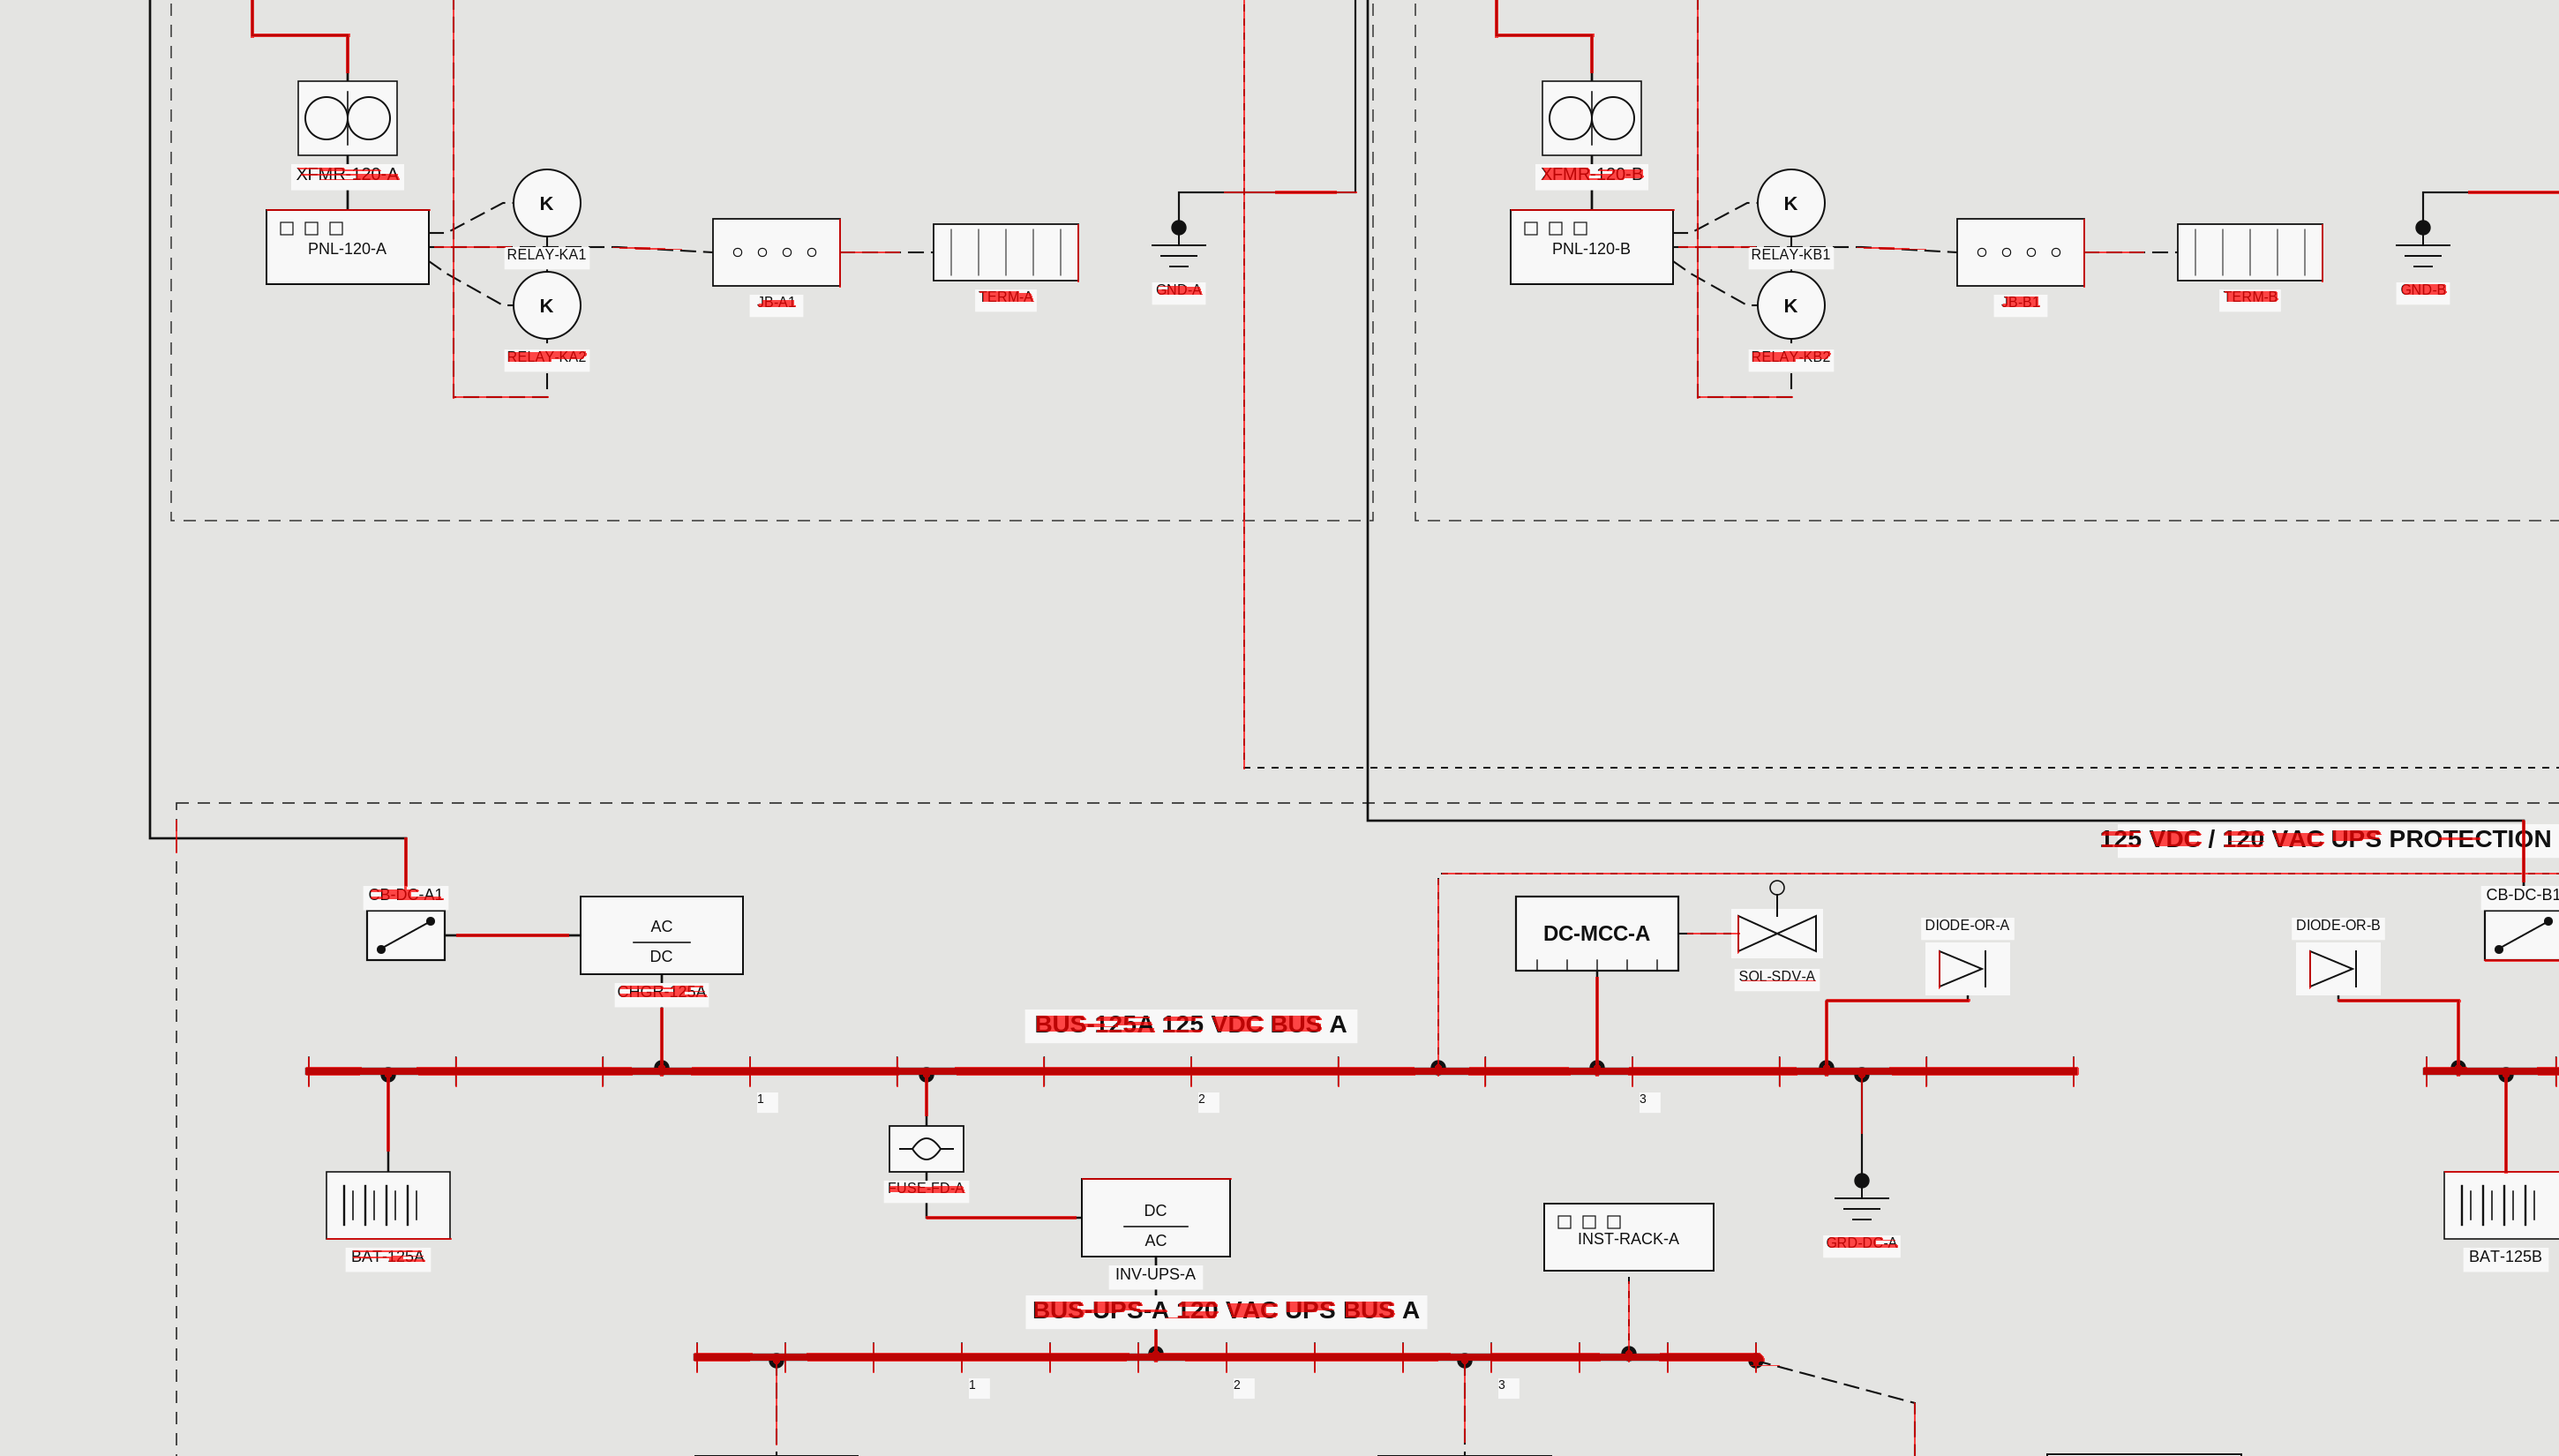 XFMR-120-A
XFMR-120-B
K
K
PNL-120-A
RELAY-KA1
PNL-120-B
RELAY-KB1
K
JB-A1
TERM-A
GND-A
K
JB-B1
TERM-B
GND-B
RELAY-KA2
RELAY-KB2
125 VDC / 120 VAC UPS PROTECTION
CB-DC-A1
CB-DC-B1
AC
DC
DC-MCC-A
DIODE-OR-A
DIODE-OR-B
SOL-SDV-A
CHGR-125A
BUS-125A 125 VDC BUS A
1
2
3
FUSE-FD-A
DC
AC
INST-RACK-A
GRD-DC-A
BAT-125A
BAT-125B
INV-UPS-A
BUS-UPS-A 120 VAC UPS BUS A
1
2
3